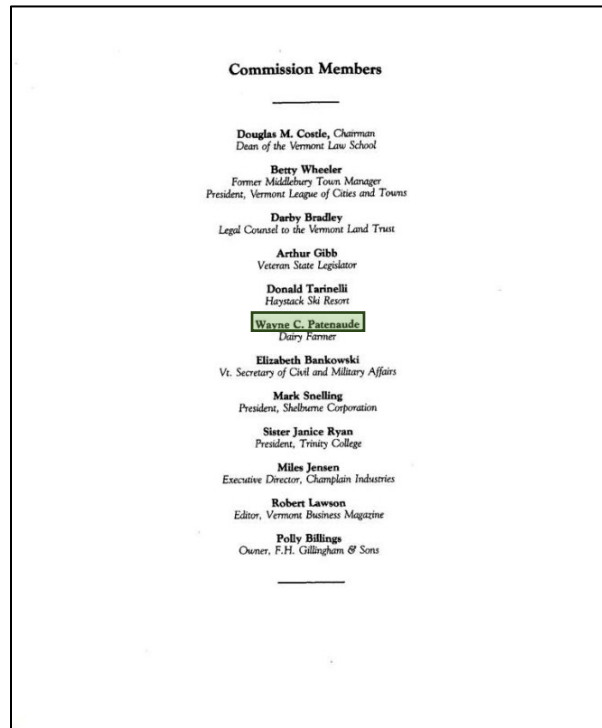 Commission Members
Douglas M. Costle, Chairman
Dean of the Vermont Law School
Betty Wheeler
Former Middlebury Town Manager
President, Vermont League of Cities and Towns
Darby Bradley
Legal Counsel to the Vermont Land Trust
Arthur Gibb
Veteran State Legislator
Donald Tarinelli
Haystack Ski Resort
Wayne C. Patenaude
Dairy Farmer
Elizabeth Bankowski
Vt. Secretary of Civil and Military Affairs
Mark Snelling
President, Shelburne Corporation
Sister Janice Ryan
President, Trinity College
Miles Jensen
Executive Director, Champlain Industries
Robert Lawson
Editor, Vermont Business Magazine
Polly Billings
Owner, F.H. Gillingham & Sons